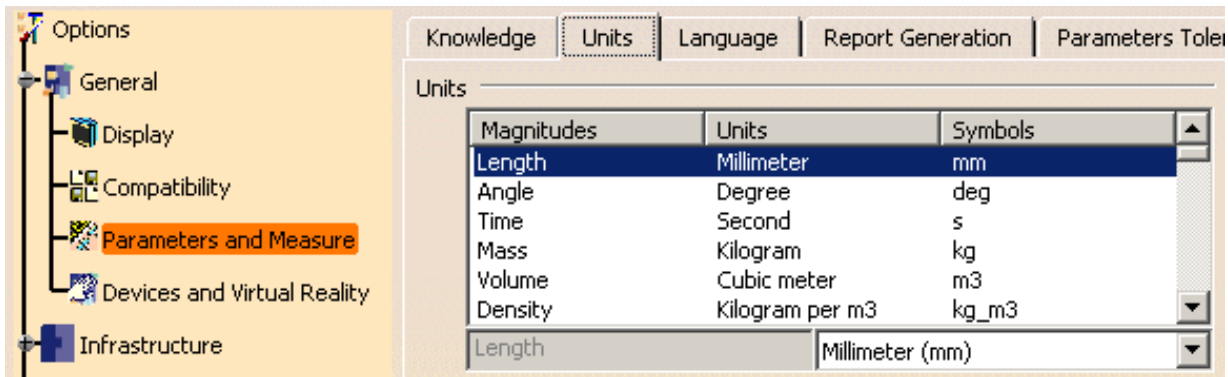 Options
General
Display
Compatibility
Parameters and Measure
Devices and Virtual Reality
Infrastructure
Knowledge Units Language Report Generation Parameters Toler
Units
Magnitudes Units Symbols
Length Millimeter mm
Angle Degree deg
Time Second s
Mass Kilogram kg
Volume Cubic meter m3
Density Kilogram per m3 kg_m3
Length Millimeter (mm)